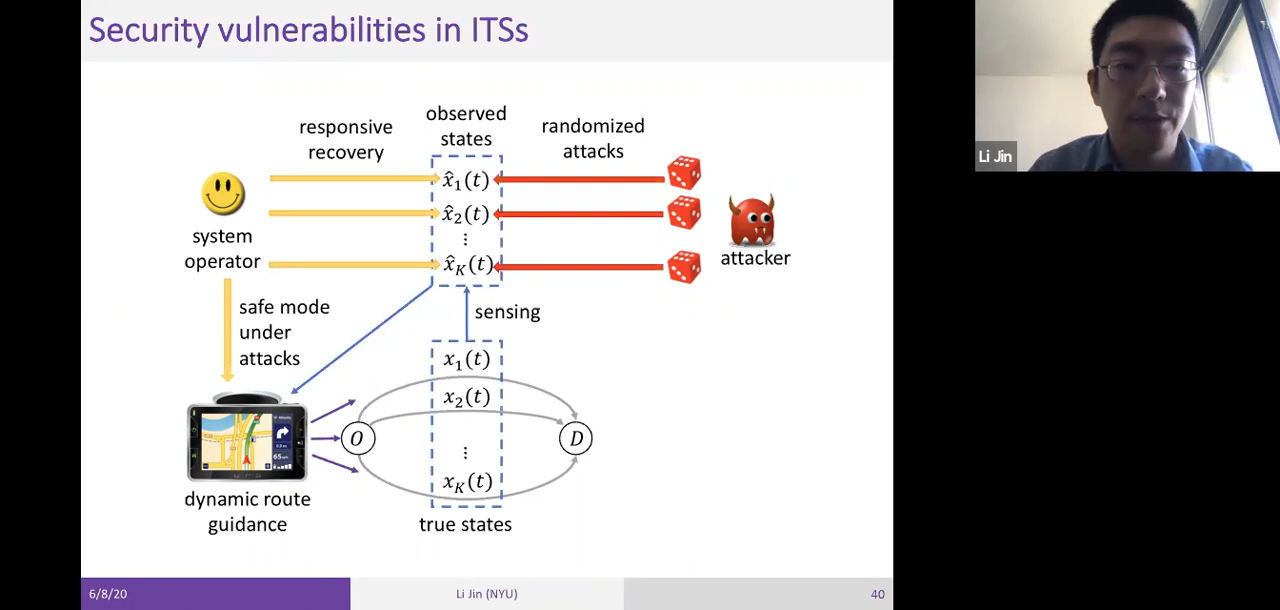 Security vulnerabilities in ITSs
responsive
recovery
observed
states
randomized
attacks
x̂₁(t)
x̂₂(t)
⋮
x̂_K(t)
system
operator
attacker
safe mode
under
attacks
sensing
x₁(t)
x₂(t)
⋮
x_K(t)
O
D
dynamic route
guidance
true states
6/8/20
Li Jin (NYU)
40
Li Jin